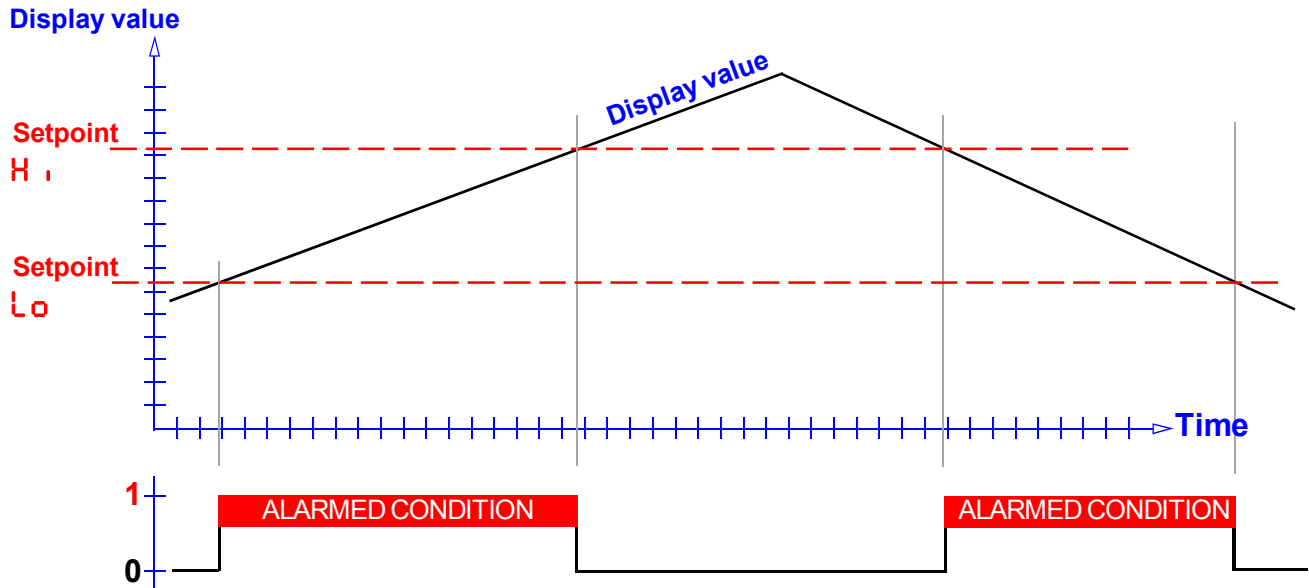 Display value
Display value
Setpoint
Hi
Setpoint
Lo
Time
1
ALARMED CONDITION
ALARMED CONDITION
0